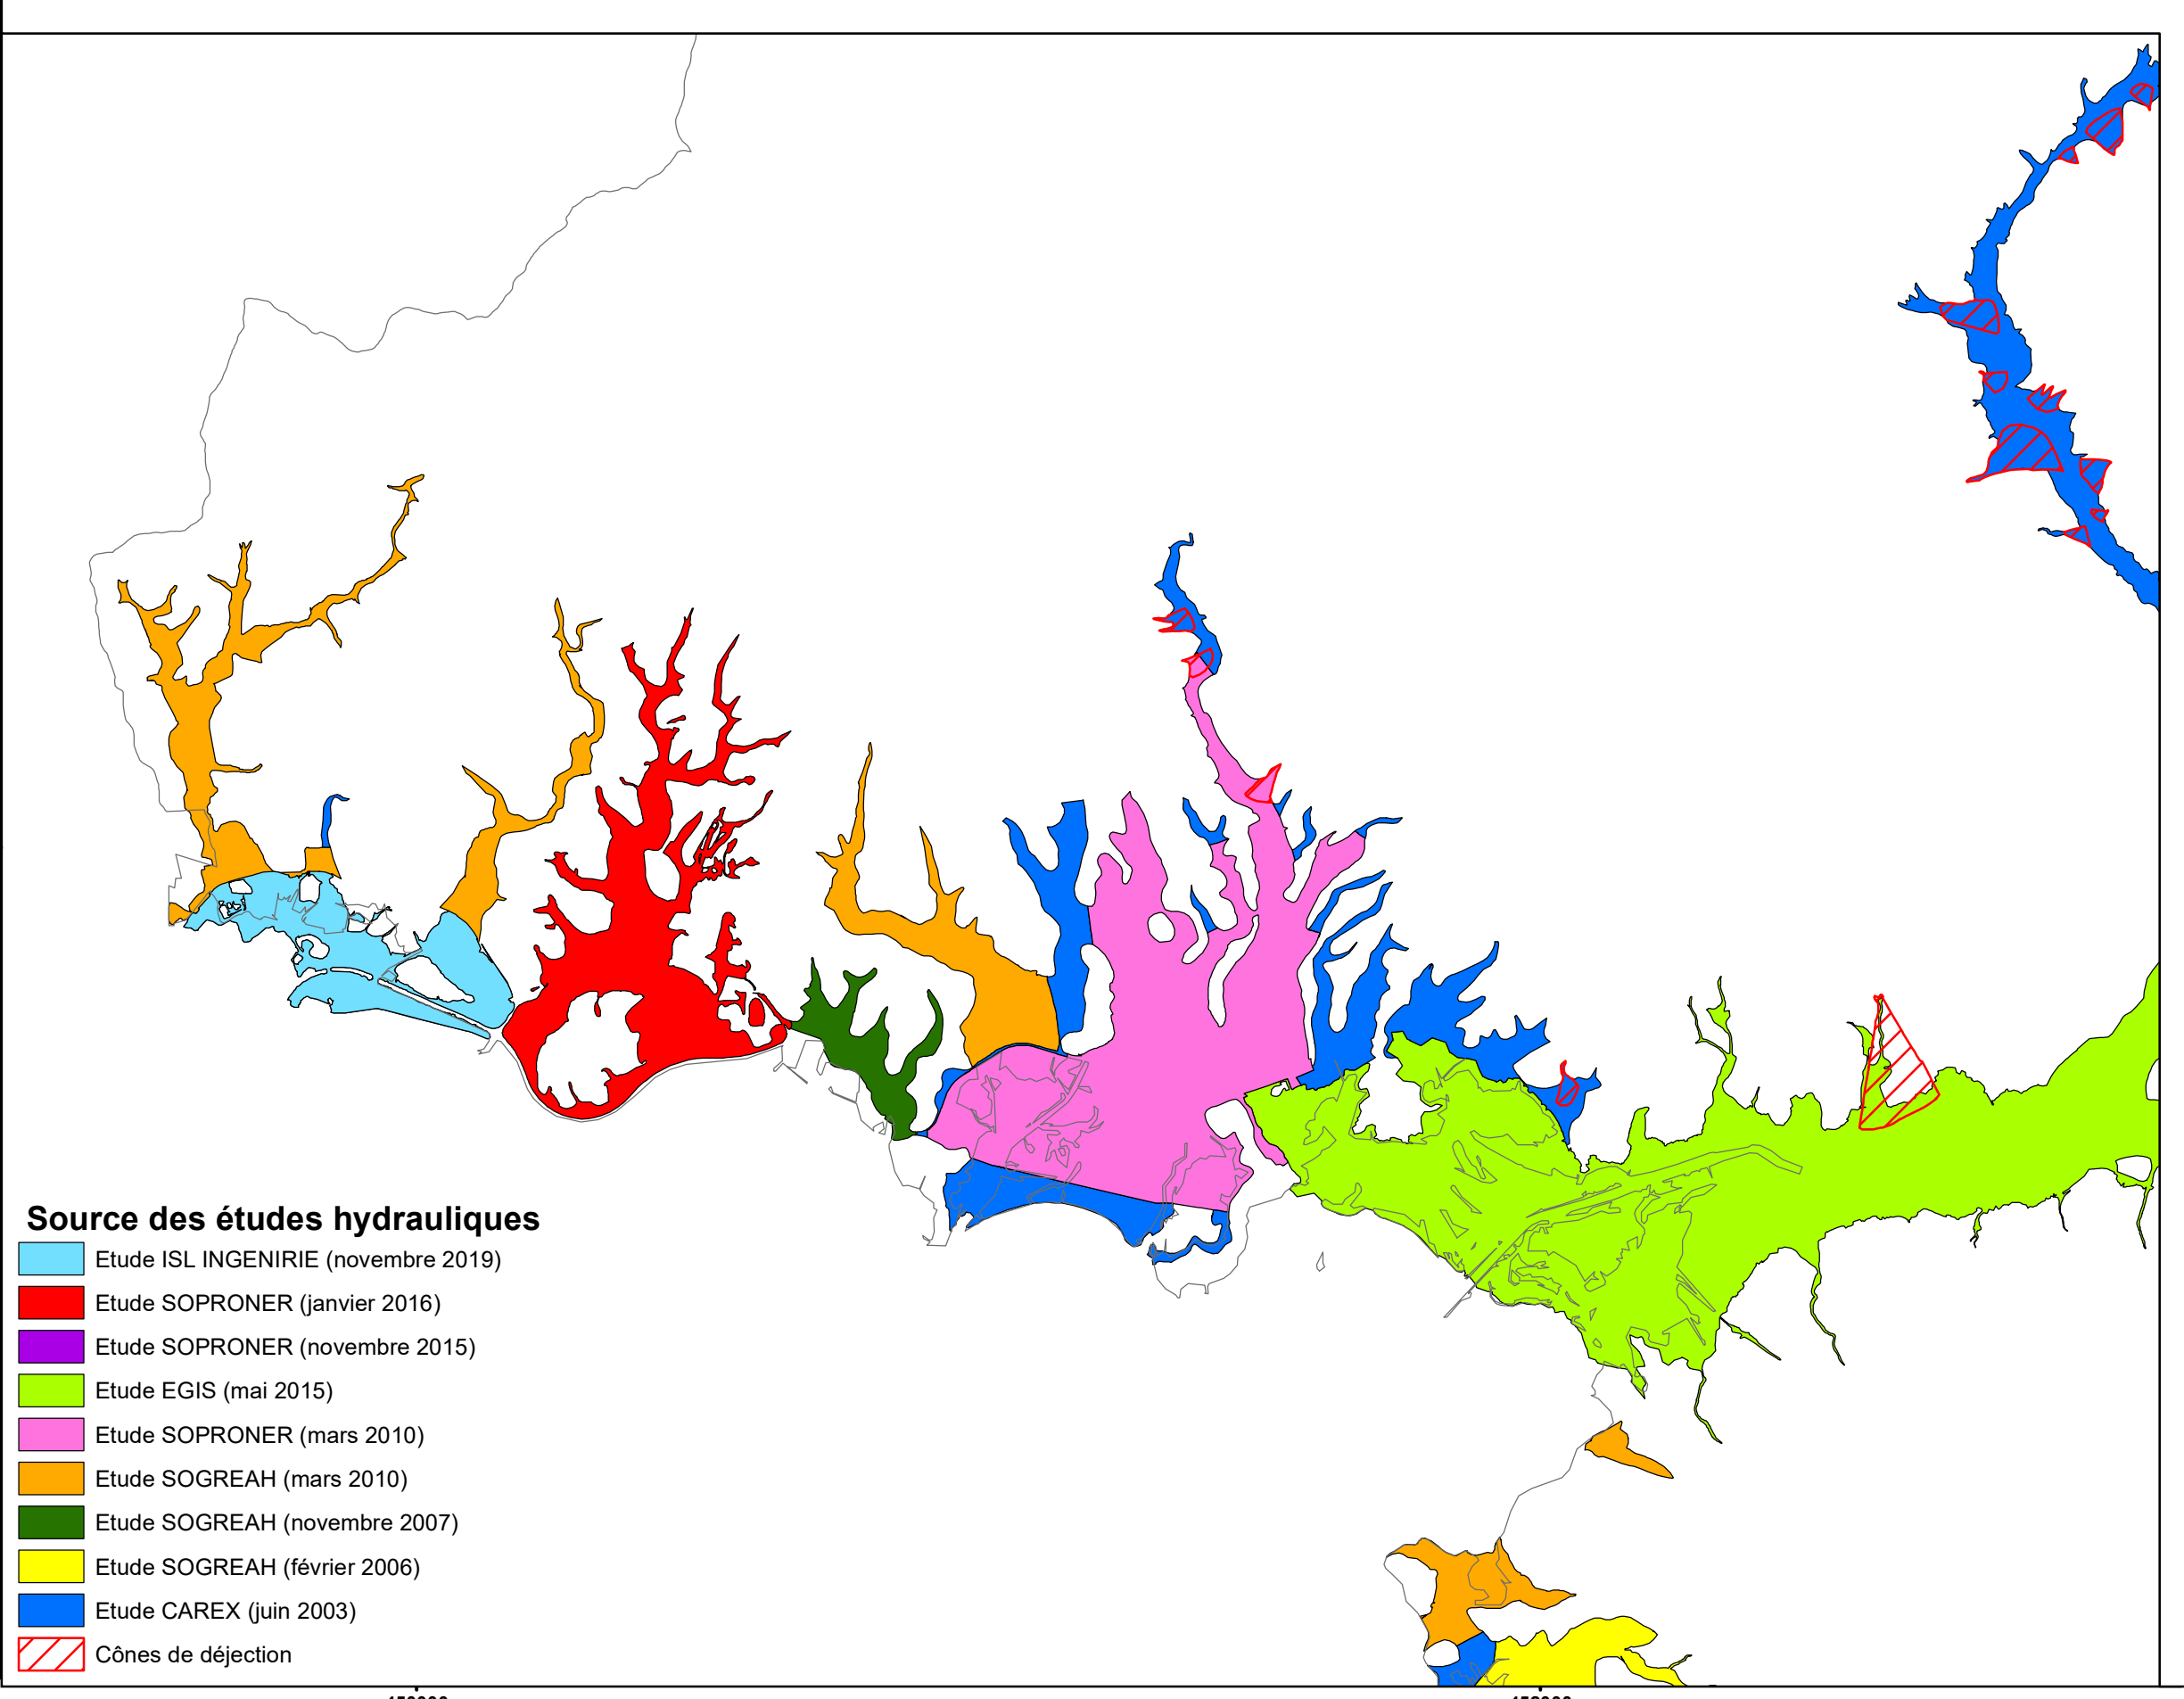 Source des études hydrauliques
Etude ISL INGENIRIE (novembre 2019)
Etude SOPRONER (janvier 2016)
Etude SOPRONER (novembre 2015)
Etude EGIS (mai 2015)
Etude SOPRONER (mars 2010)
Etude SOGREAH (mars 2010)
Etude SOGREAH (novembre 2007)
Etude SOGREAH (février 2006)
Etude CAREX (juin 2003)
Cônes de déjection